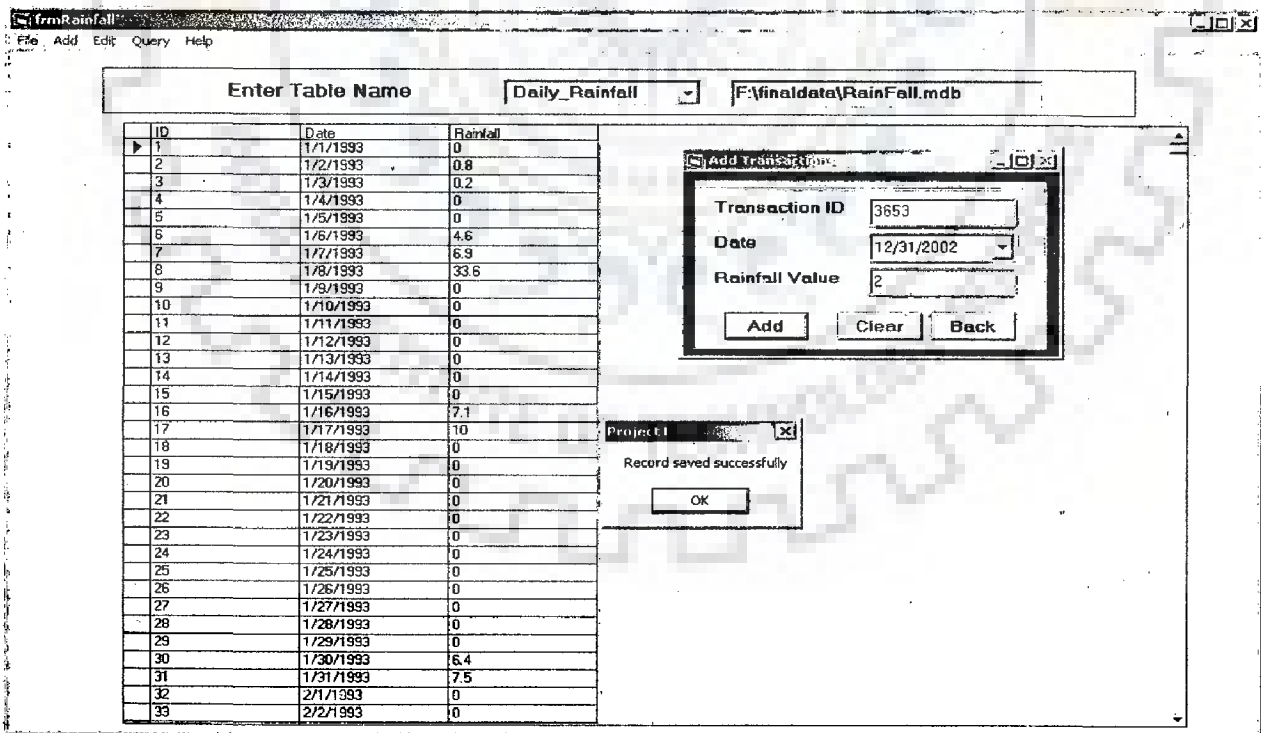 frmRainfall
File Add Edit Query Help
Enter Table Name Daily_Rainfall F:\finaldata\RainFall.mdb
ID Date Rainfall
1 1/1/1993 0
2 1/2/1993 0.8
3 1/3/1993 0.2
4 1/4/1993 0
5 1/5/1993 0
6 1/6/1993 4.6
7 1/7/1993 6.9
8 1/8/1993 33.6
9 1/9/1993 0
10 1/10/1993 0
11 1/11/1993 0
12 1/12/1993 0
13 1/13/1993 0
14 1/14/1993 0
15 1/15/1993 0
16 1/16/1993 7.1
17 1/17/1993 10
18 1/18/1993 0
19 1/19/1993 0
20 1/20/1993 0
21 1/21/1993 0
22 1/22/1993 0
23 1/23/1993 0
24 1/24/1993 0
25 1/25/1993 0
26 1/26/1993 0
27 1/27/1993 0
28 1/28/1993 0
29 1/29/1993 0
30 1/30/1993 6.4
31 1/31/1993 7.5
32 2/1/1993 0
33 2/2/1993 0
Add Transaction
Transaction ID 3653
Date 12/31/2002
Rainfall Value 2
Add Clear Back
Project1
Record saved successfully
OK